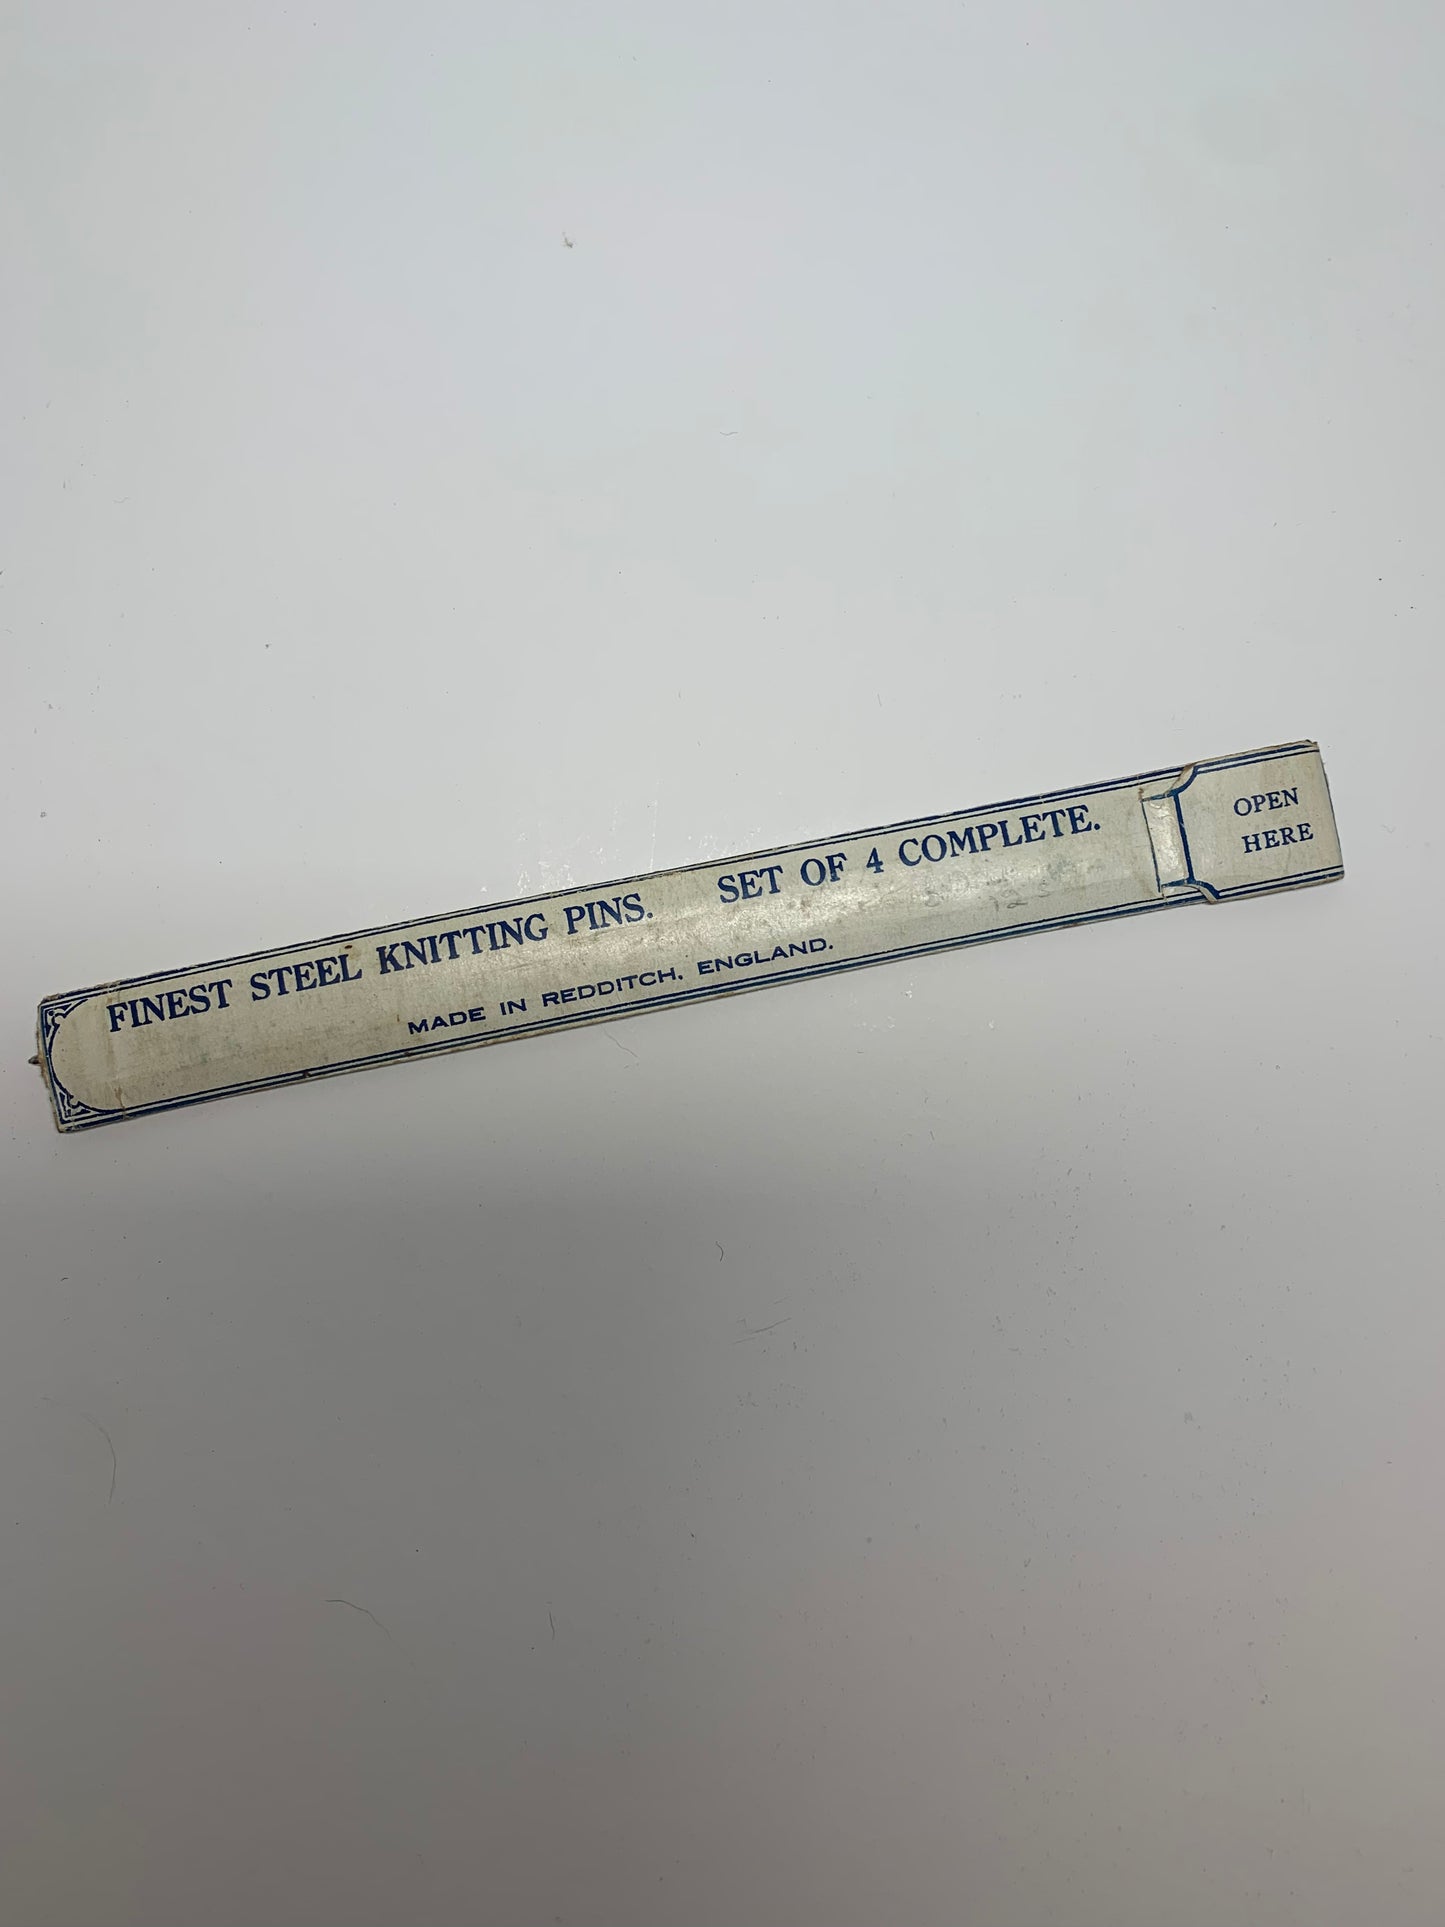 FINEST STEEL KNITTING PINS. SET OF 4 COMPLETE.
MADE IN REDDITCH, ENGLAND.
OPEN
HERE